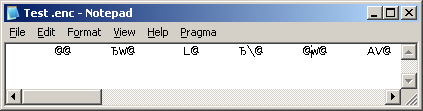 Test .enc - Notepad
File Edit Format View Help Pragma
@@ ЂW@ L@ Ђ\@ @ AV@